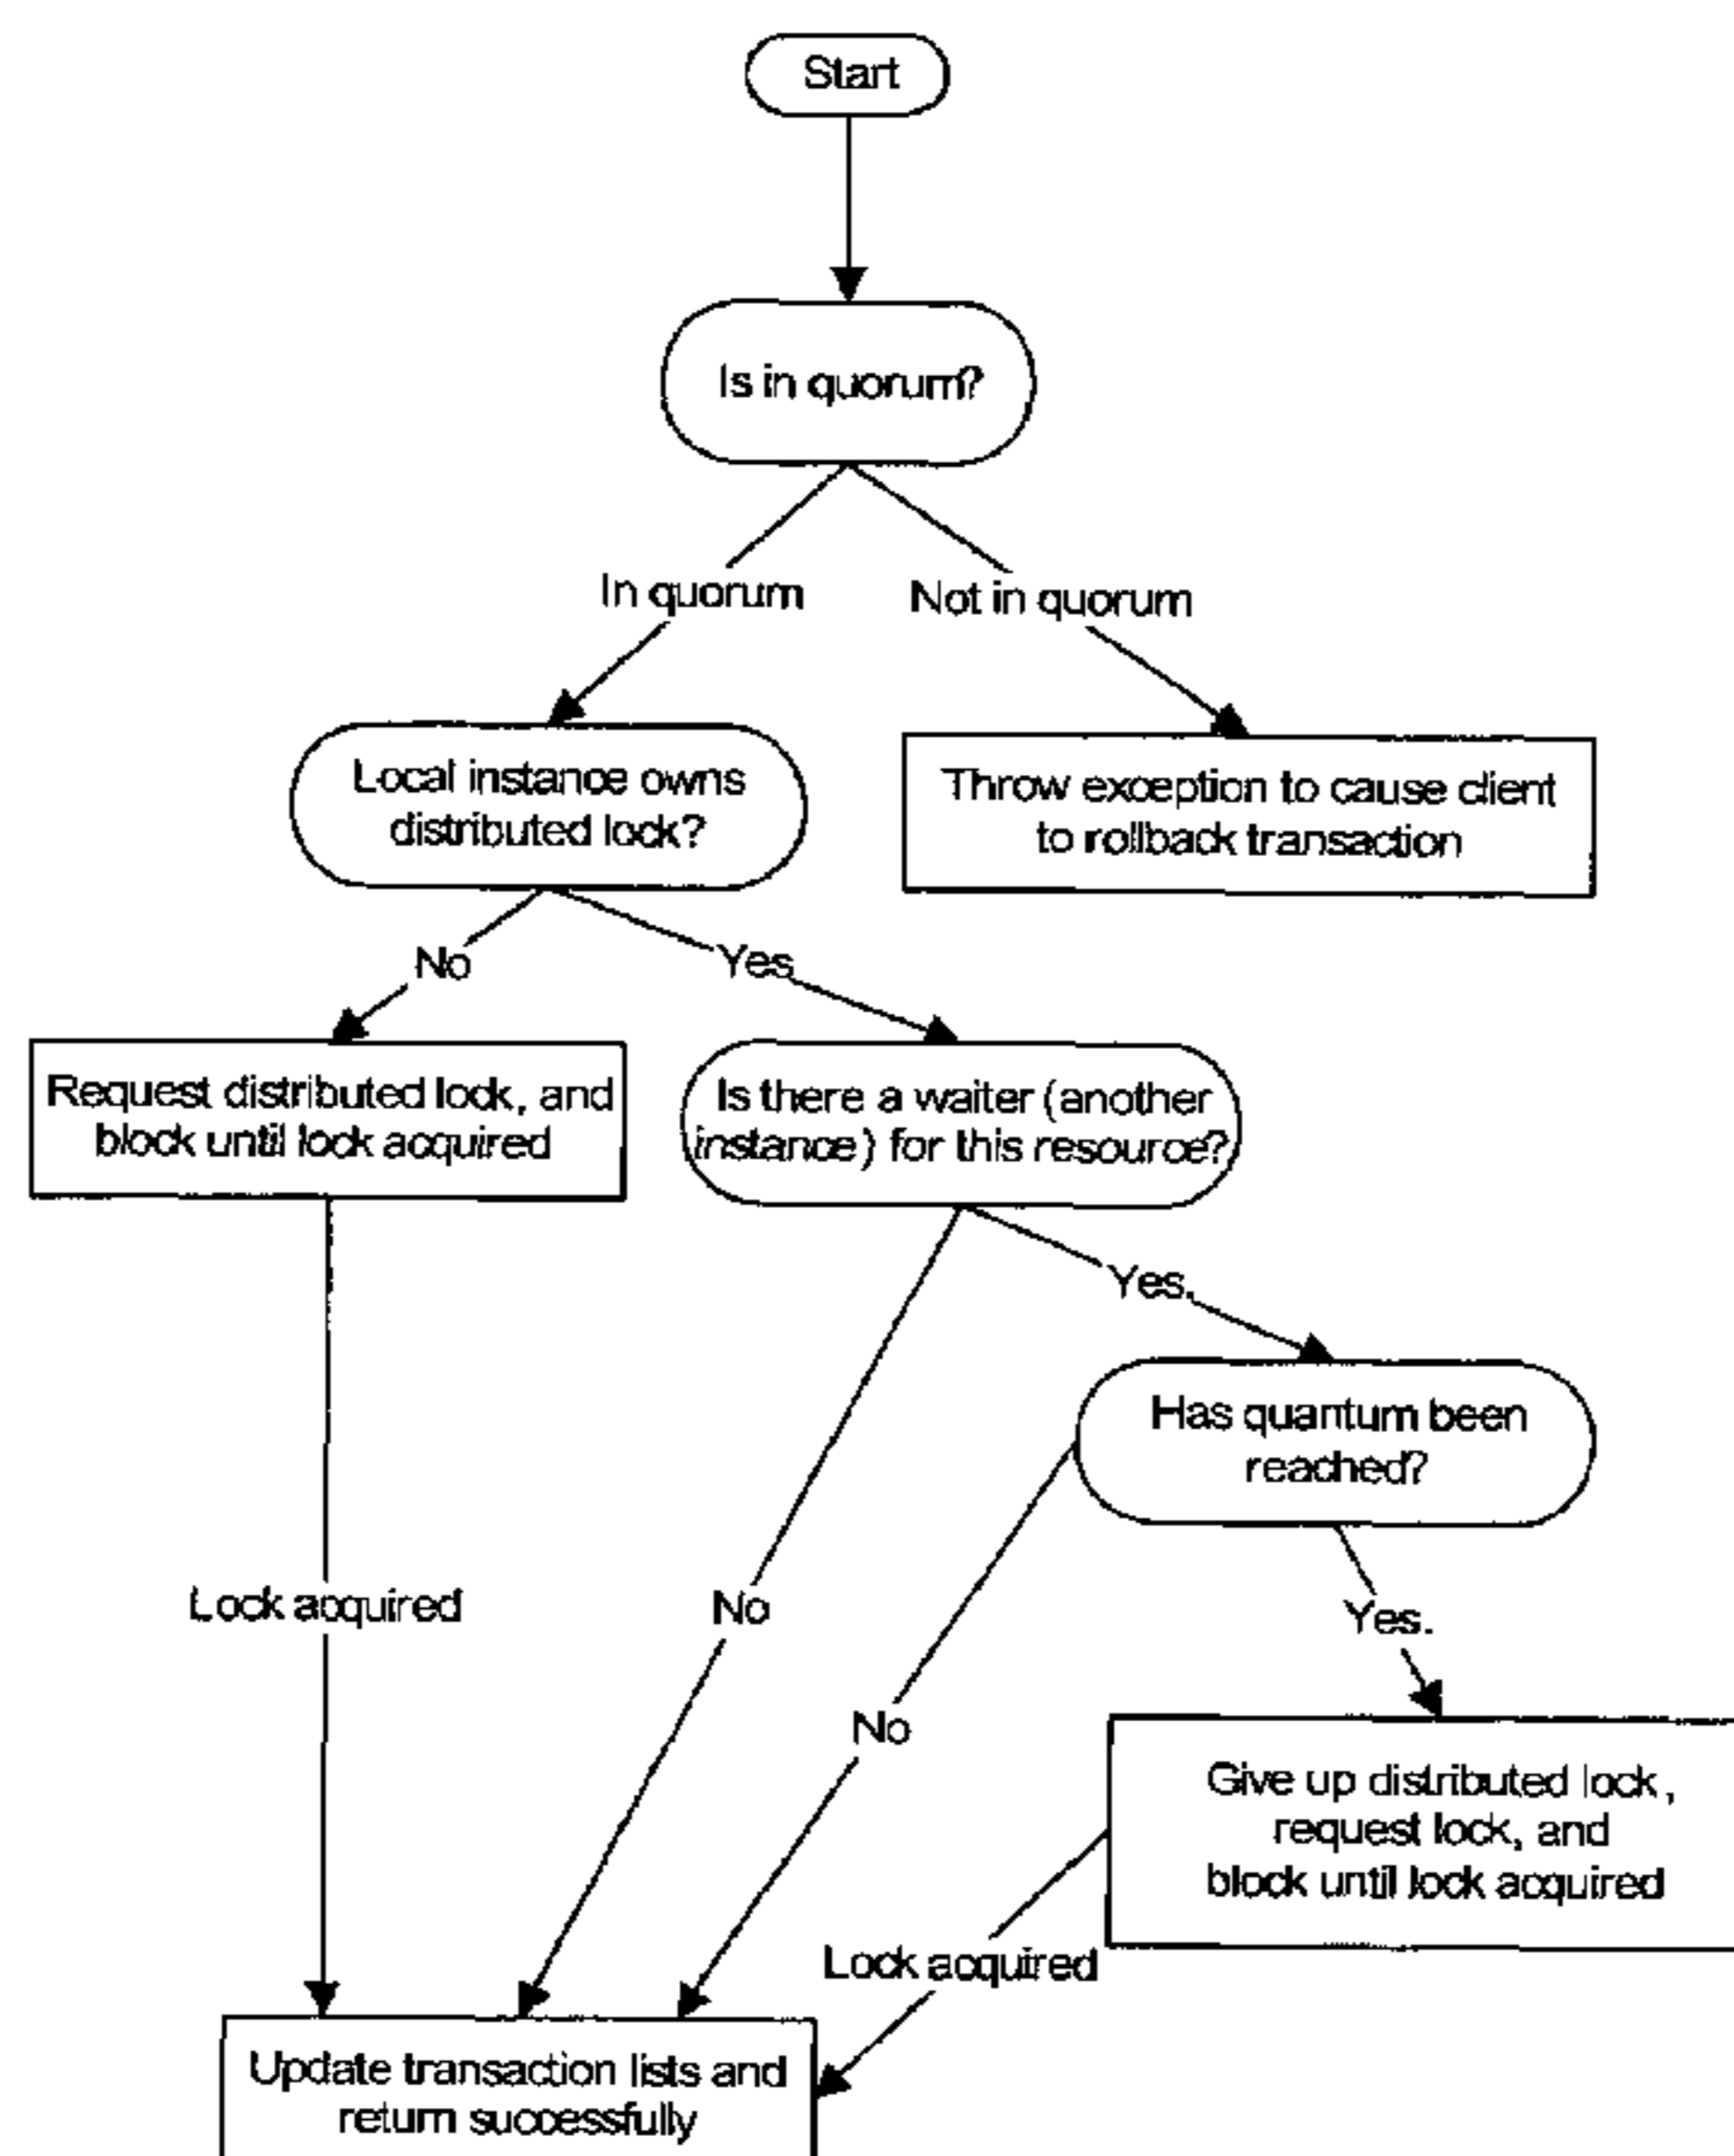 Start
Is in quorum?
In quorum
Not in quorum
Local instance owns
distributed lock?
Throw exception to cause client
to rollback transaction
No
Yes
Request distributed lock, and
block until lock acquired
Is there a waiter (another
instance) for this resource?
Yes.
Has quantum been
reached?
Lock acquired
No
Yes.
No
Give up distributed lock,
request lock, and
block until lock acquired
Lock acquired
Update transaction lists and
return successfully